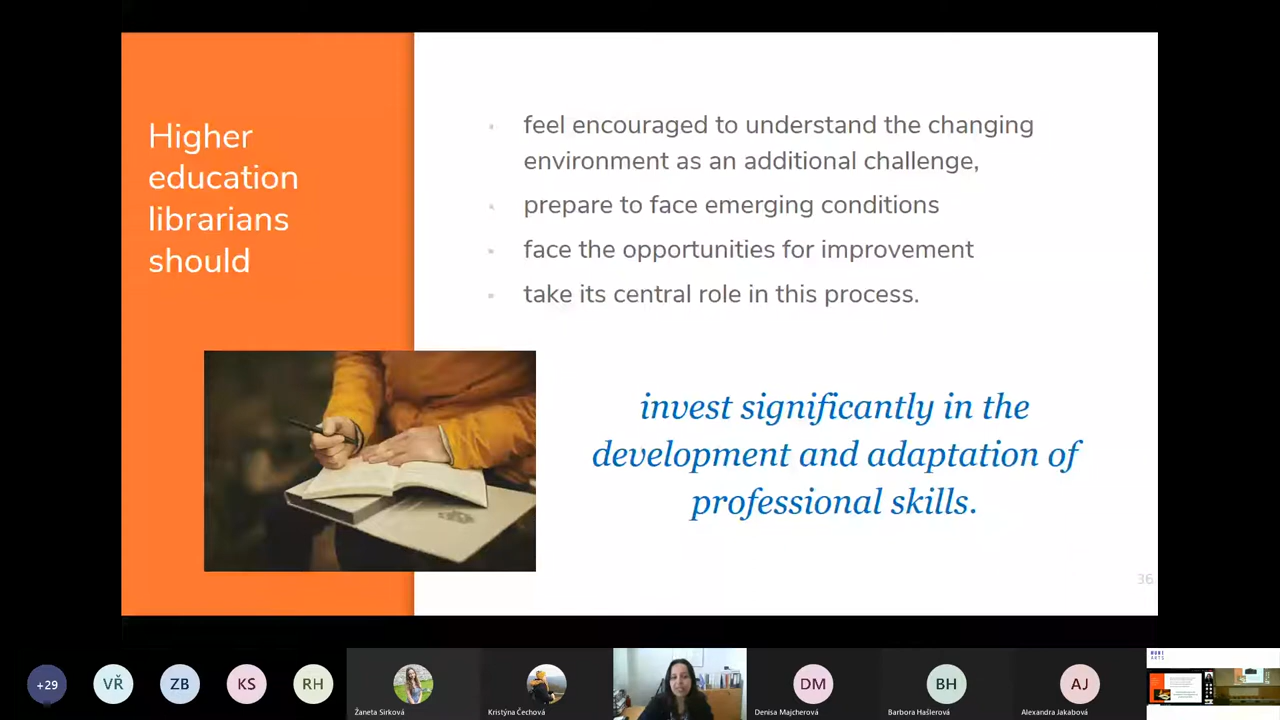 Higher
education
librarians
should
feel encouraged to understand the changing
environment as an additional challenge,
prepare to face emerging conditions
face the opportunities for improvement
take its central role in this process.
invest significantly in the
development and adaptation of
professional skills.
36
+29
VŘ
ZB
KS
RH
Žaneta Sirková
Kristýna Čechová
DM
Denisa Majcherová
BH
Barbora Hašlerová
AJ
Alexandra Jakabová
MUNI
ARTS